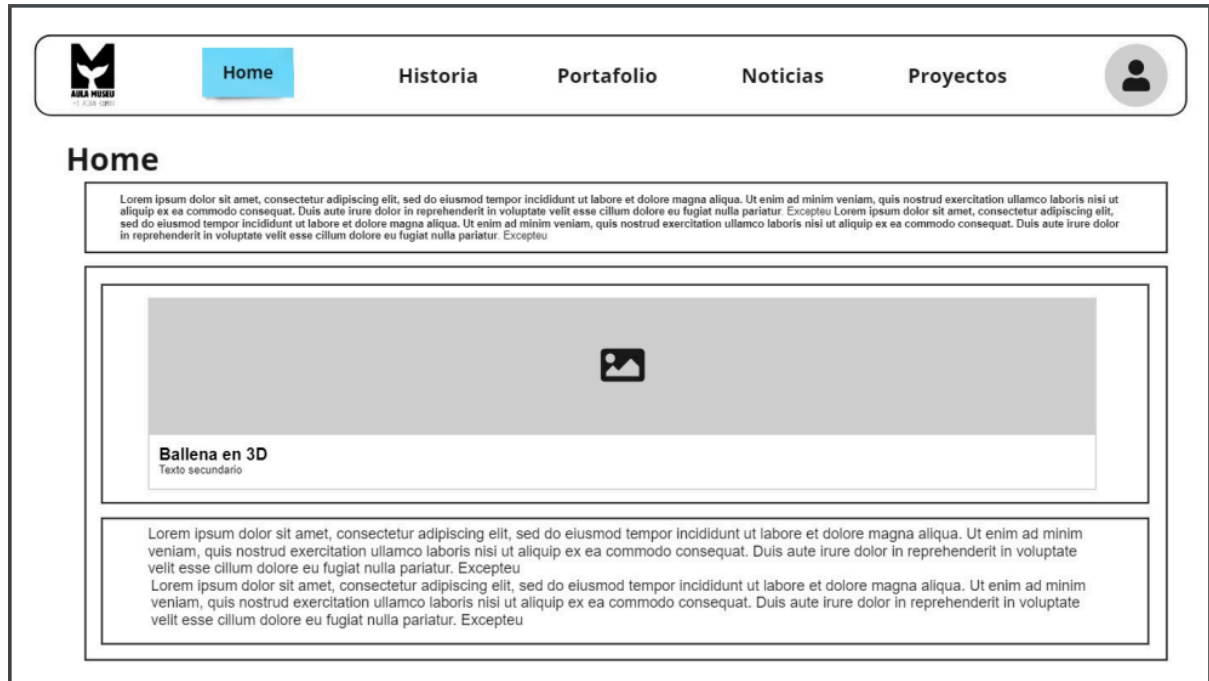 AULA MUSEU
Home
Historia
Portafolio
Noticias
Proyectos
Home
Lorem ipsum dolor sit amet, consectetur adipiscing elit, sed do eiusmod tempor incididunt ut labore et dolore magna aliqua. Ut enim ad minim veniam, quis nostrud exercitation ullamco laboris nisi ut
aliquip ex ea commodo consequat. Duis aute irure dolor in reprehenderit in voluptate velit esse cillum dolore eu fugiat nulla pariatur. Excepteu Lorem ipsum dolor sit amet, consectetur adipiscing elit,
sed do eiusmod tempor incididunt ut labore et dolore magna aliqua. Ut enim ad minim veniam, quis nostrud exercitation ullamco laboris nisi ut aliquip ex ea commodo consequat. Duis aute irure dolor
in reprehenderit in voluptate velit esse cillum dolore eu fugiat nulla pariatur. Excepteu
Ballena en 3D
Texto secundario
Lorem ipsum dolor sit amet, consectetur adipiscing elit, sed do eiusmod tempor incididunt ut labore et dolore magna aliqua. Ut enim ad minim
veniam, quis nostrud exercitation ullamco laboris nisi ut aliquip ex ea commodo consequat. Duis aute irure dolor in reprehenderit in voluptate
velit esse cillum dolore eu fugiat nulla pariatur. Excepteu
Lorem ipsum dolor sit amet, consectetur adipiscing elit, sed do eiusmod tempor incididunt ut labore et dolore magna aliqua. Ut enim ad minim
veniam, quis nostrud exercitation ullamco laboris nisi ut aliquip ex ea commodo consequat. Duis aute irure dolor in reprehenderit in voluptate
velit esse cillum dolore eu fugiat nulla pariatur. Excepteu